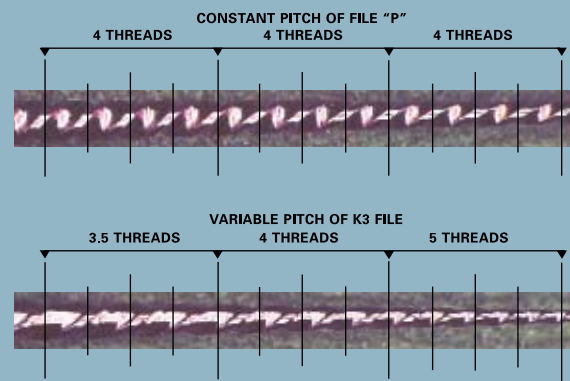 CONSTANT PITCH OF FILE “P”
4 THREADS 4 THREADS 4 THREADS
VARIABLE PITCH OF K3 FILE
3.5 THREADS 4 THREADS 5 THREADS